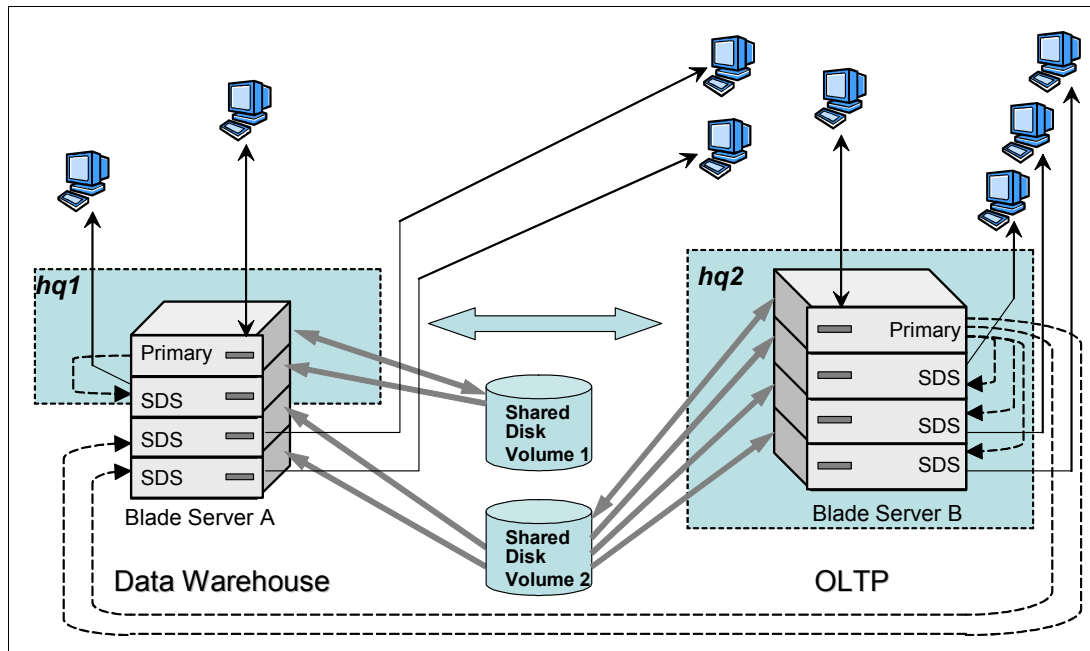 hq1
Primary
SDS
SDS
SDS
Blade Server A
Data Warehouse
Shared
Disk
Volume 1
Shared
Disk
Volume 2
hq2
Primary
SDS
SDS
SDS
Blade Server B
OLTP